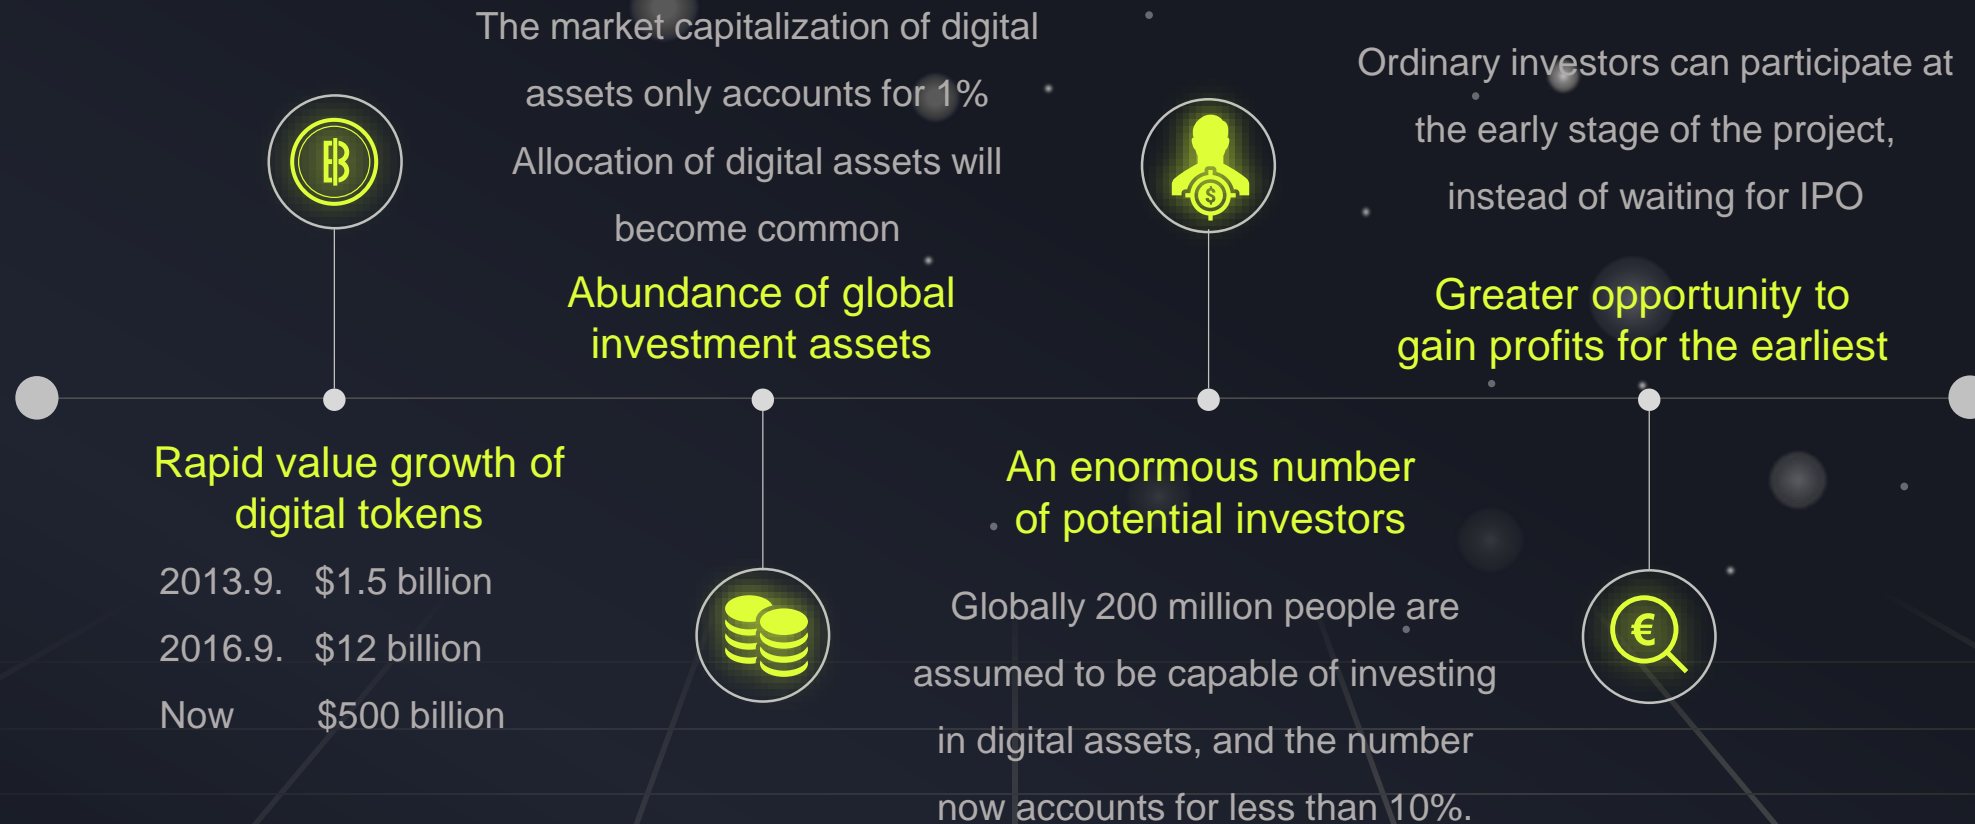 Rapid value growth of
digital tokens
2013.9. $1.5 billion
2016.9. $12 billion
Now $500 billion
The market capitalization of digital
assets only accounts for 1%
Allocation of digital assets will
become common
Abundance of global
investment assets
An enormous number
of potential investors
Globally 200 million people are
assumed to be capable of investing
in digital assets, and the number
now accounts for less than 10%.
Ordinary investors can participate at
the early stage of the project,
instead of waiting for IPO
Greater opportunity to
gain profits for the earliest